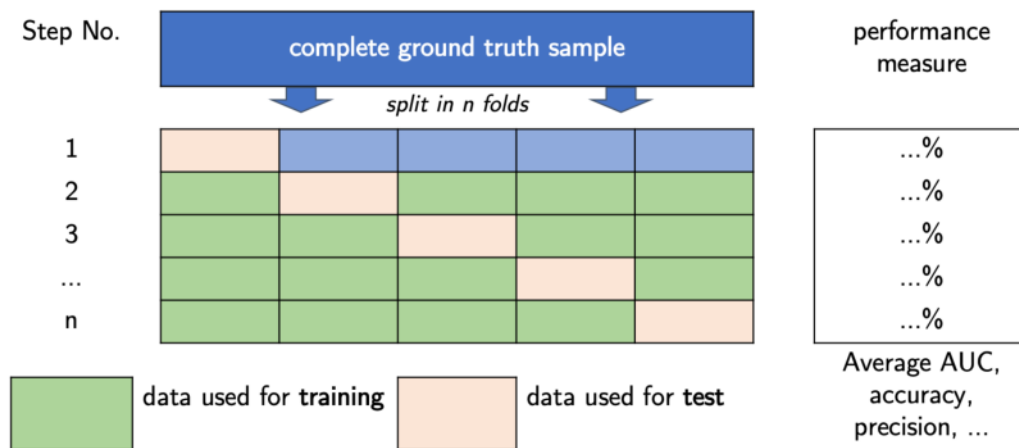 Step No.
complete ground truth sample
performance
measure
split in n folds
1
...%
2
...%
3
...%
...
...%
n
...%
data used for training
data used for test
Average AUC,
accuracy,
precision, ...